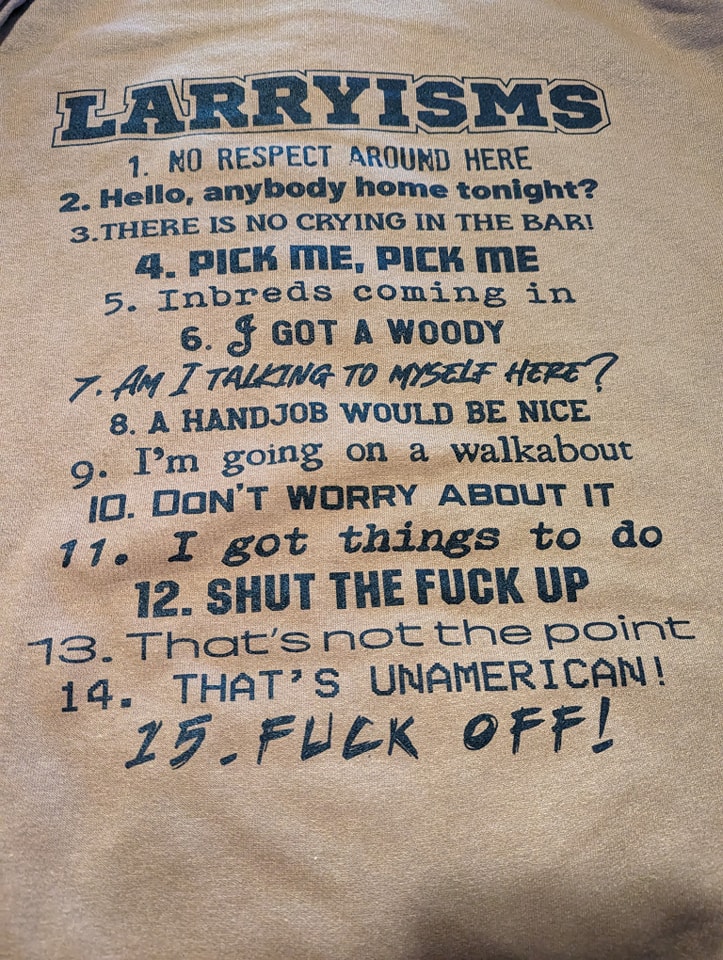 LARRYISMS
1. NO RESPECT AROUND HERE
2. Hello, anybody home tonight?
3.THERE IS NO CRYING IN THE BAR!
4. PICK ME, PICK ME
5. Inbreds coming in
6. I GOT A WOODY
7. AM I TALKING TO MYSELF HERE?
8. A HANDJOB WOULD BE NICE
9. I'm going on a walkabout
10. DON'T WORRY ABOUT IT
11. I got things to do
12. SHUT THE FUCK UP
13. That's not the point
14. THAT'S UNAMERICAN!
15. FUCK OFF!